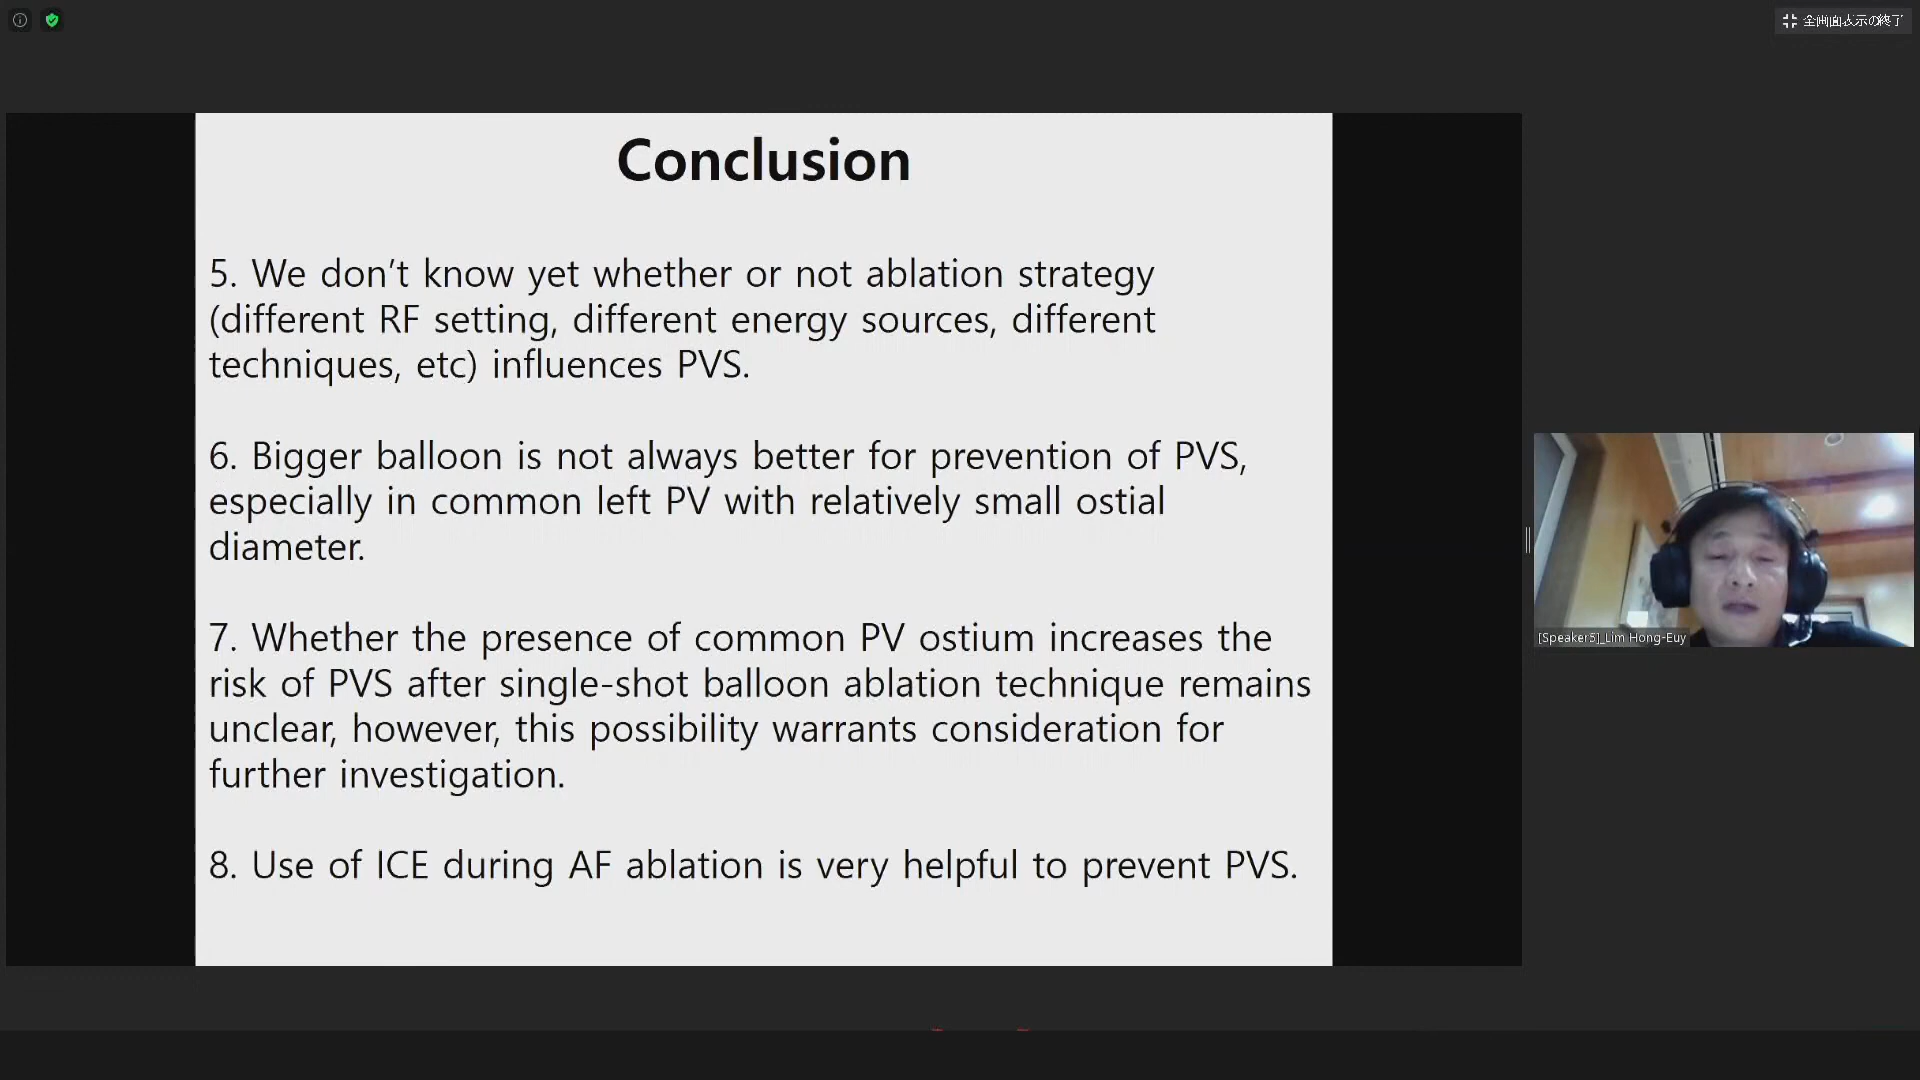 全画面表示の終了
Conclusion
5. We don’t know yet whether or not ablation strategy
(different RF setting, different energy sources, different
techniques, etc) influences PVS.
6. Bigger balloon is not always better for prevention of PVS,
especially in common left PV with relatively small ostial
diameter.
7. Whether the presence of common PV ostium increases the
risk of PVS after single-shot balloon ablation technique remains
unclear, however, this possibility warrants consideration for
further investigation.
8. Use of ICE during AF ablation is very helpful to prevent PVS.
[Speaker5]_Lim Hong-Euy